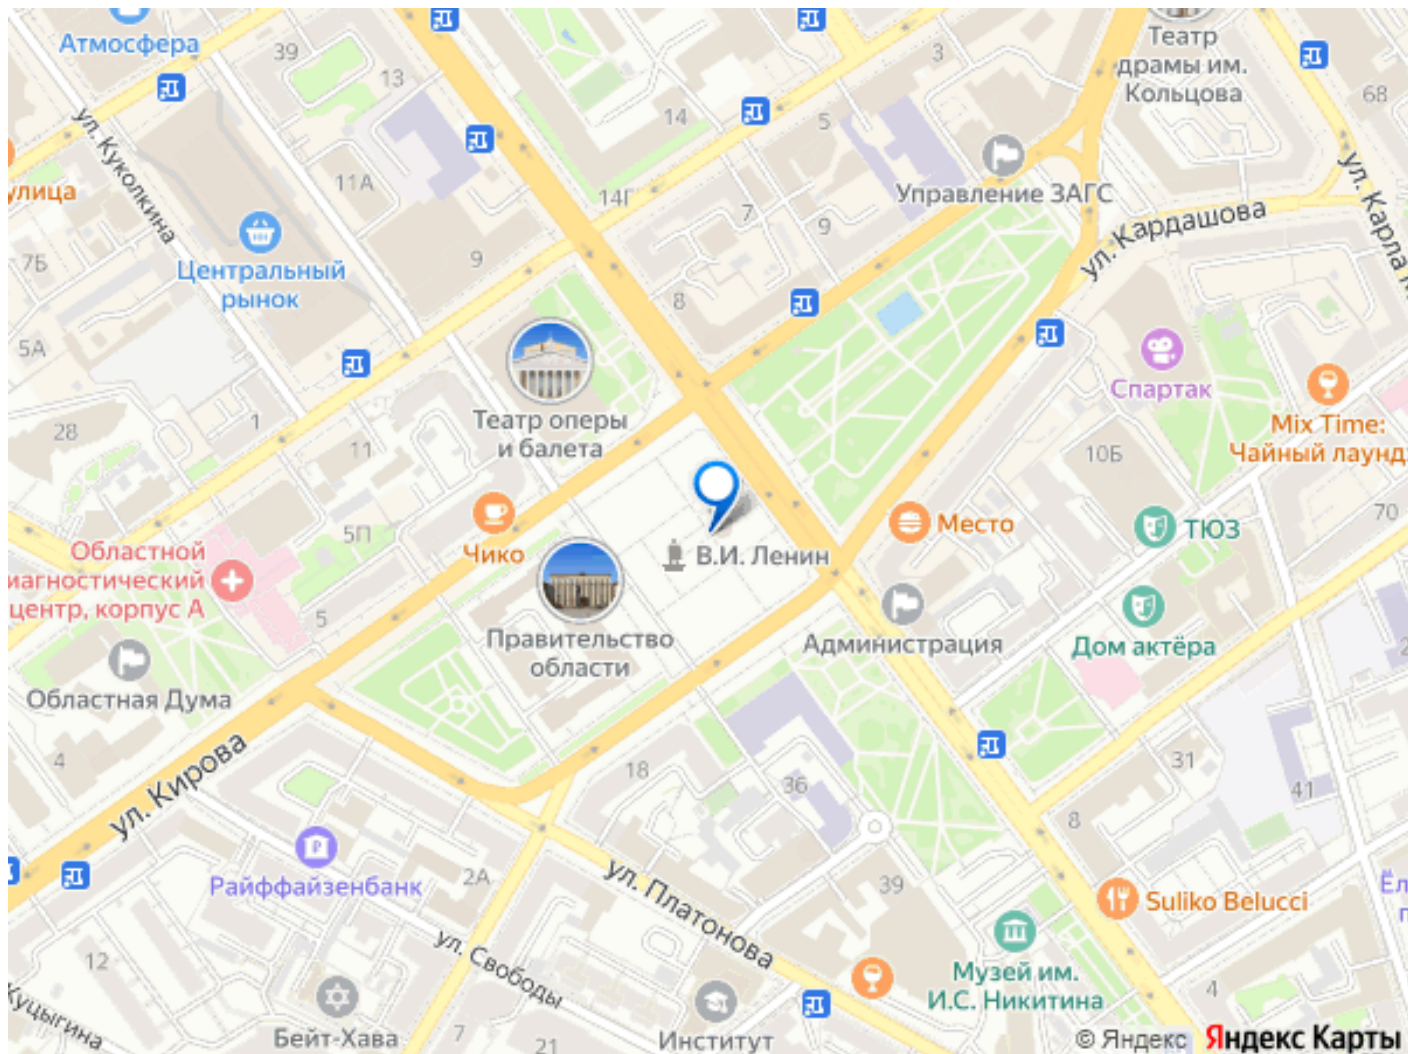 Атмосфера
39
13
14
3
5
Театр
драмы им.
Кольцова
68
ул. Куколкина
улица
11А
14Г
7
9
Управление ЗАГС
ул. Кардашова
ул. Карла
7Б
Центральный
рынок
9
8
5А
Театр оперы
и балета
Спартак
Mix Time:
Чайный лаунд
28
1
11
10Б
5П
Чико
Место
ТЮЗ
70
Областной
иагностический
центр, корпус А
В.И. Ленин
5
Правительство
области
Администрация
Дом актёра
2
Областная Дума
4
ул. Кирова
18
36
31
41
8
Райффайзенбанк
2А
ул. Платонова
39
Suliko Belucci
Ёл
п
12
ул. Свободы
Музей им.
И.С. Никитина
4
Куцыгина
Бейт-Хава
7
21
Институт
© Яндекс Яндекс Карты